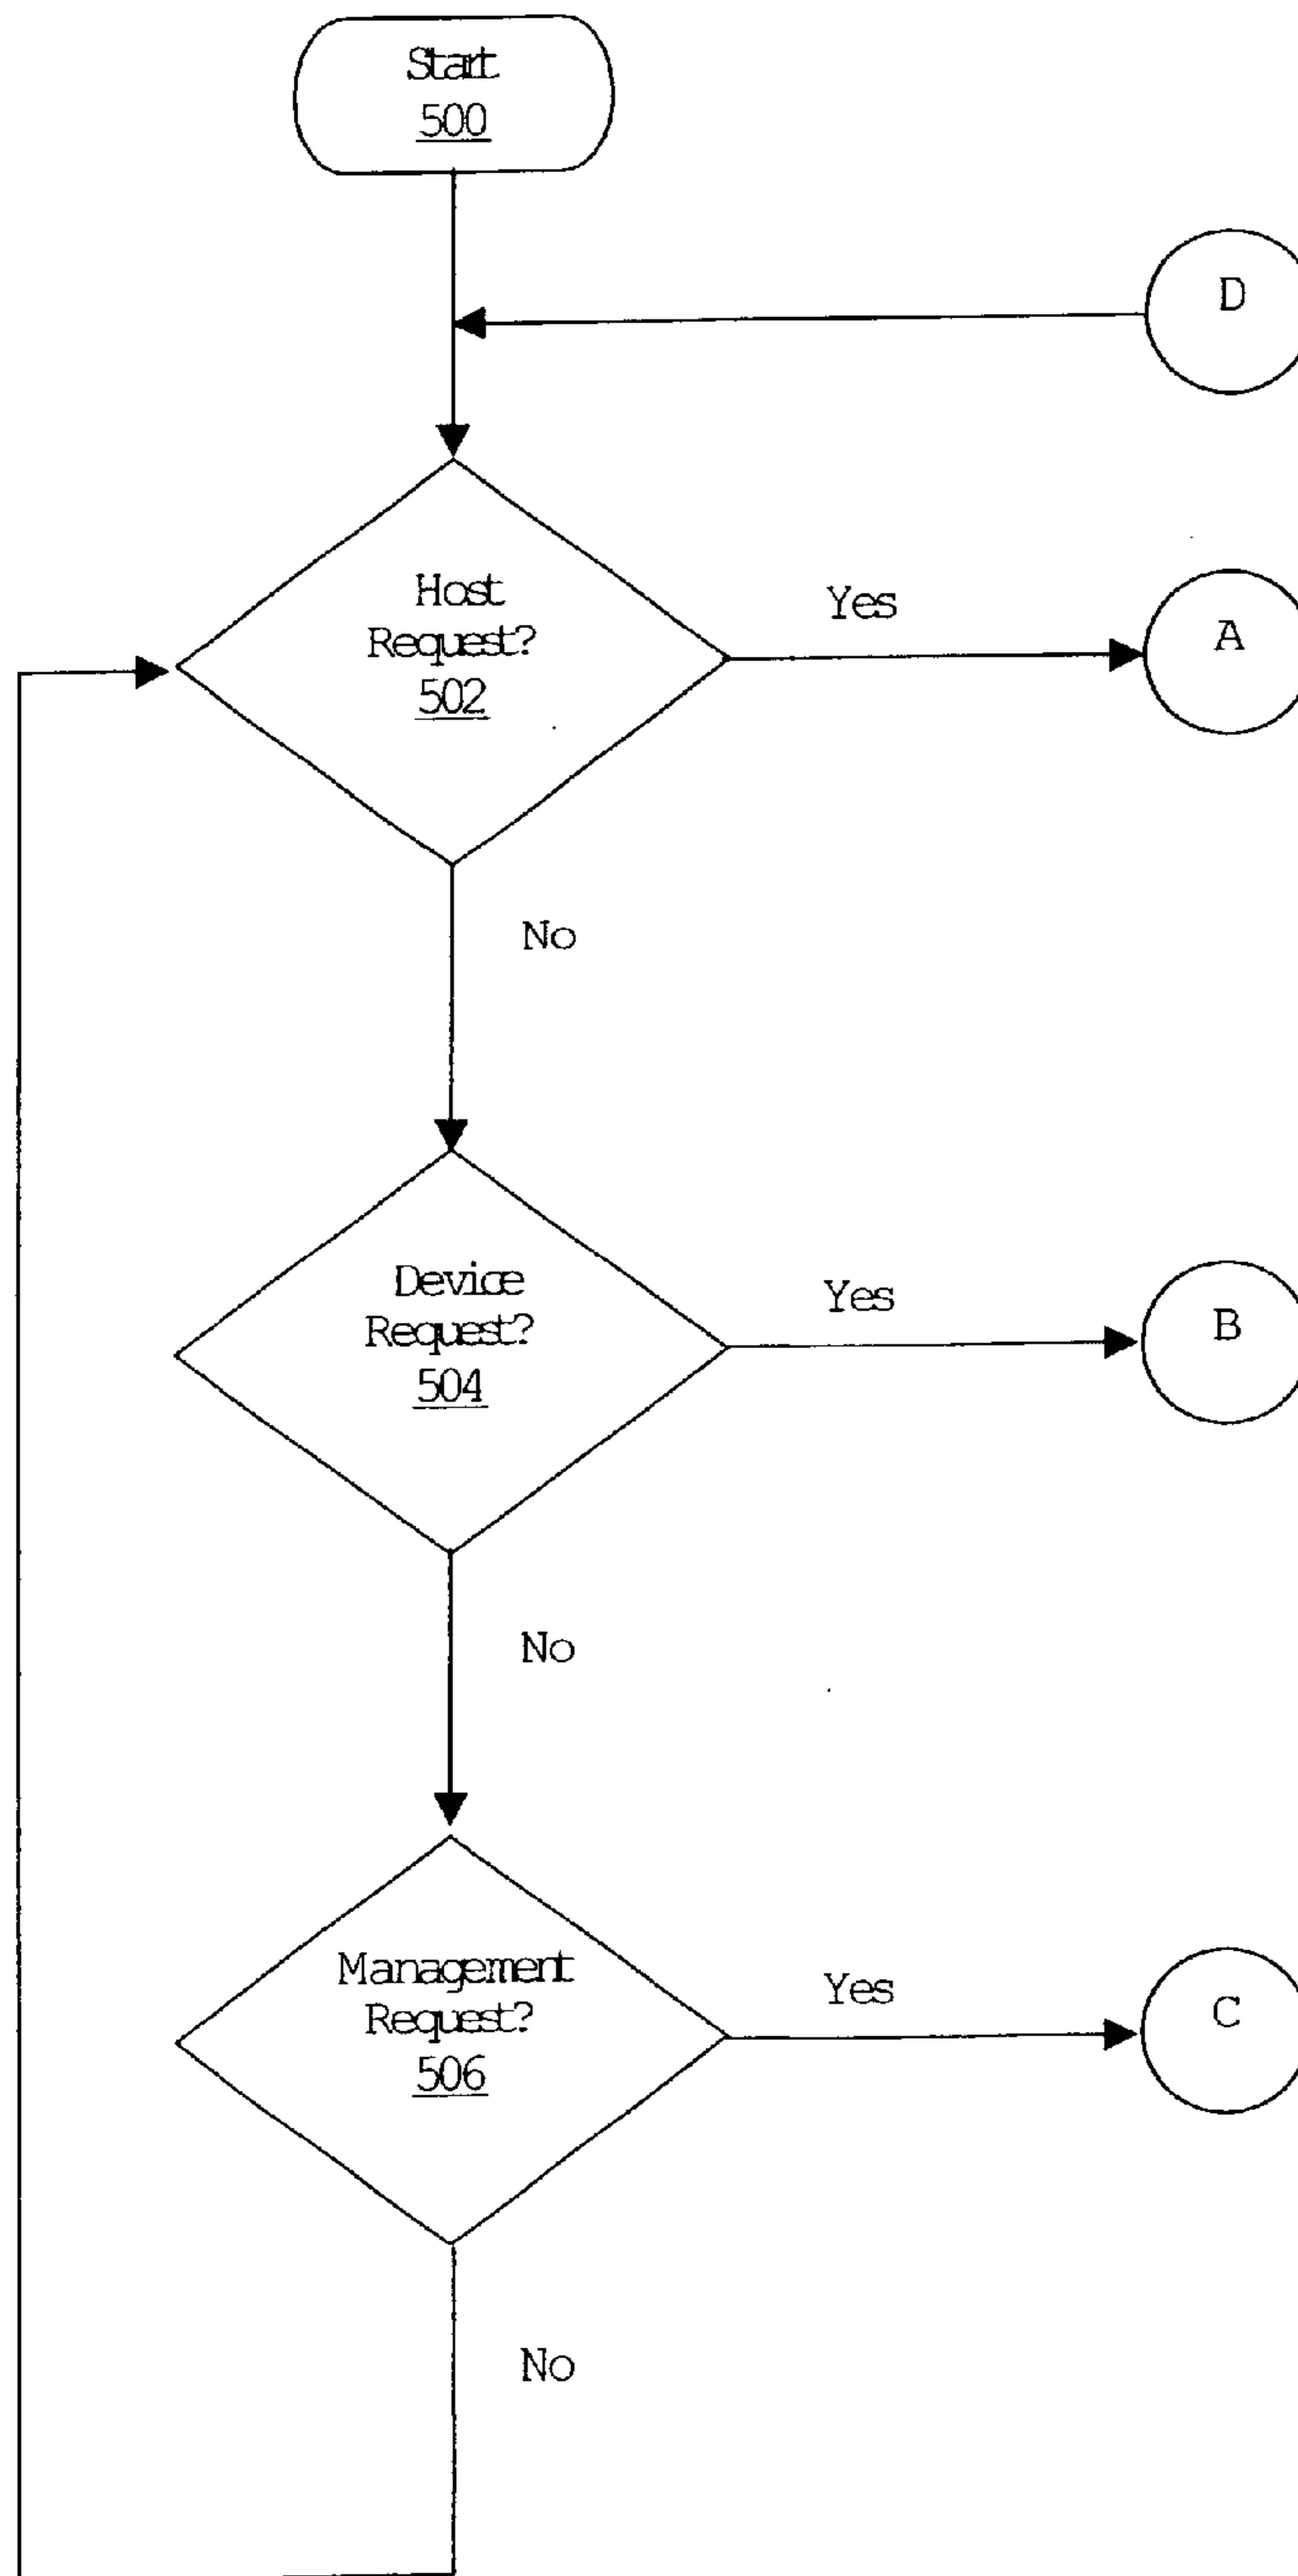 Start
500
D
Host
Request?
502
Yes
A
No
Device
Request?
504
Yes
B
No
Management
Request?
506
Yes
C
No